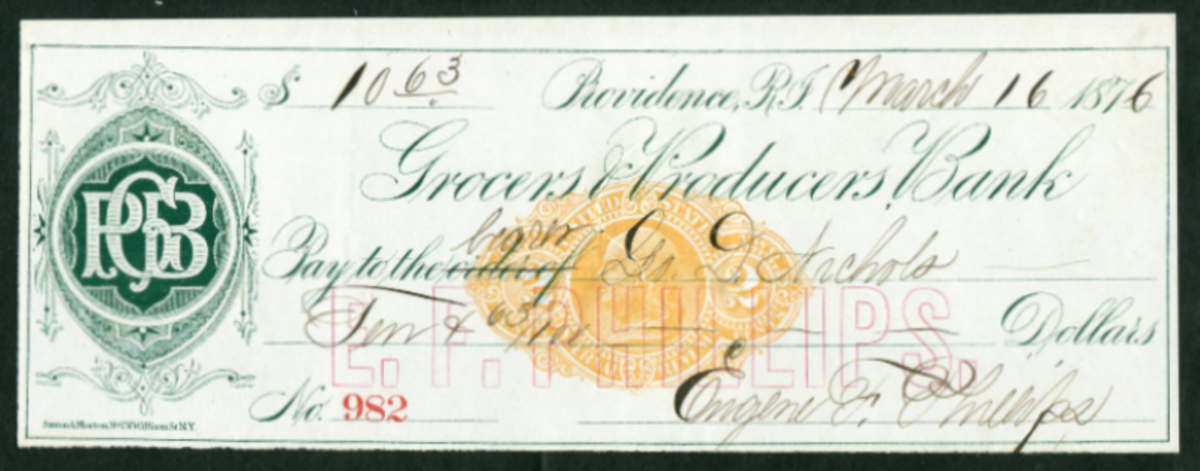 $ 10 63 Providence, R.I. March 16 1876
Grocers & Producers Bank
PGB
bearer
Pay to the order of Geo. D. Nichols
Ten & 63/100 Dollars
E. F. PHILLIPS.
No. 982 Eugene F. Phillips